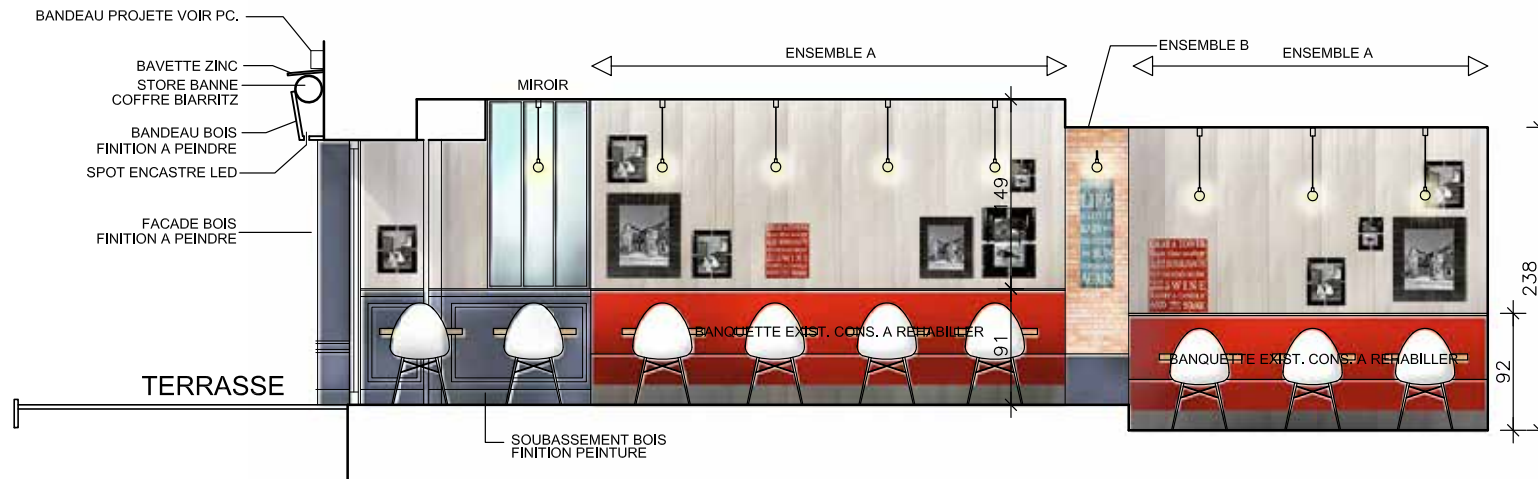 BANDEAU PROJETE VOIR PC.
BAVETTE ZINC
STORE BANNE
COFFRE BIARRITZ
BANDEAU BOIS
FINITION A PEINDRE
SPOT ENCASTRE LED
FACADE BOIS
FINITION A PEINDRE
TERRASSE
MIROIR
ENSEMBLE A
ENSEMBLE B
ENSEMBLE A
149
91
238
92
BANQUETTE EXIST. CONS. A REHABILLER
BANQUETTE EXIST. CONS. A REHABILLER
LIVE
WINE
SOUBASSEMENT BOIS
FINITION PEINTURE